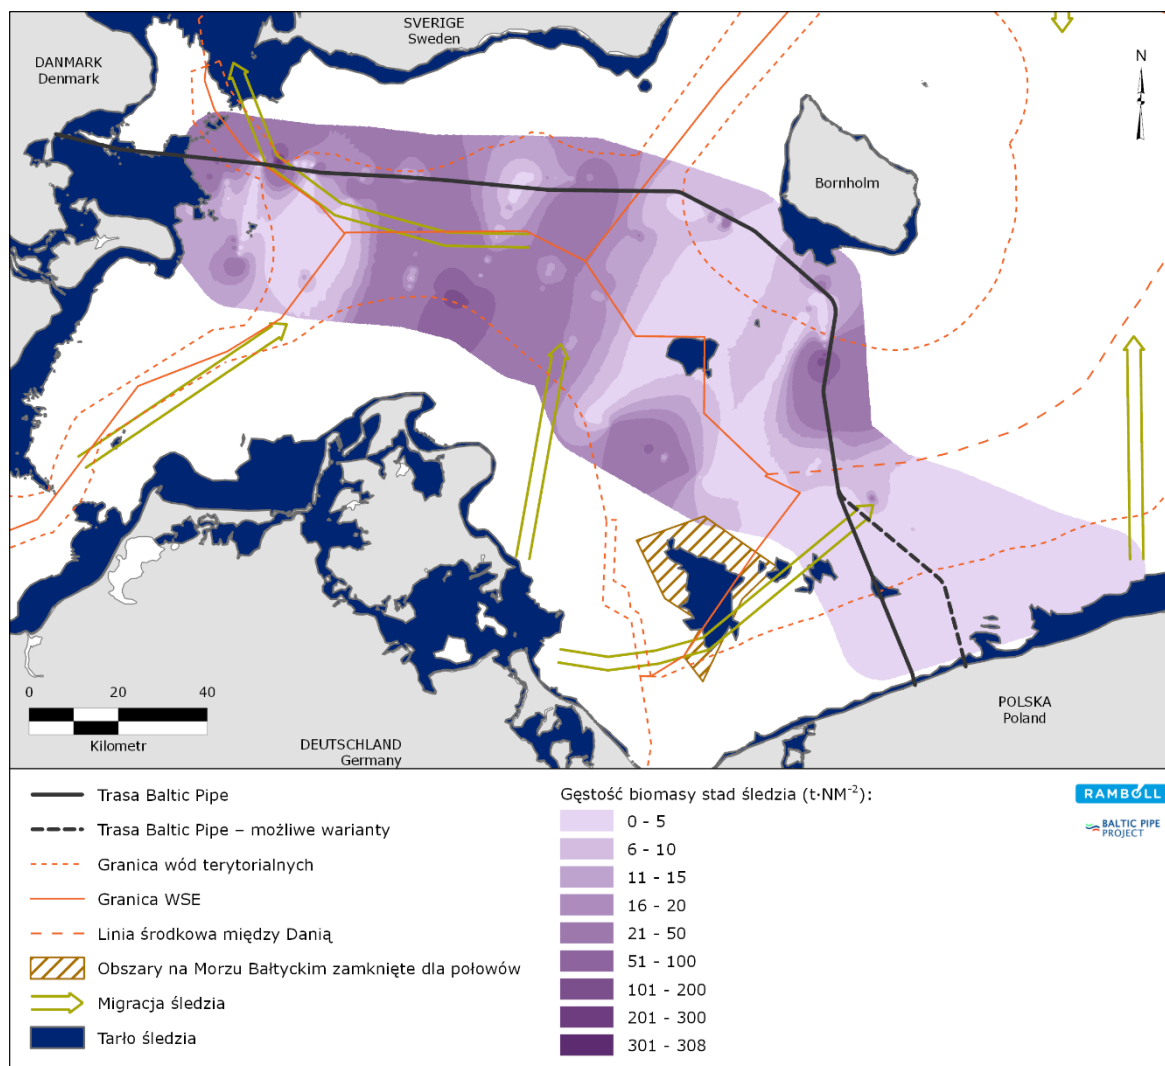 SVERIGE
Sweden
DANMARK
Denmark
N
Bornholm
0 20 40
Kilometr
DEUTSCHLAND
Germany
POLSKA
Poland
Trasa Baltic Pipe
Trasa Baltic Pipe – możliwe warianty
Granica wód terytorialnych
Granica WSE
Linia środkowa między Danią
Obszary na Morzu Bałtyckim zamknięte dla połowów
Migracja śledzia
Tarło śledzia
Gęstość biomasy stad śledzia (t·NM⁻²):
0 - 5
6 - 10
11 - 15
16 - 20
21 - 50
51 - 100
101 - 200
201 - 300
301 - 308
RAMBOLL
BALTIC PIPE
PROJECT